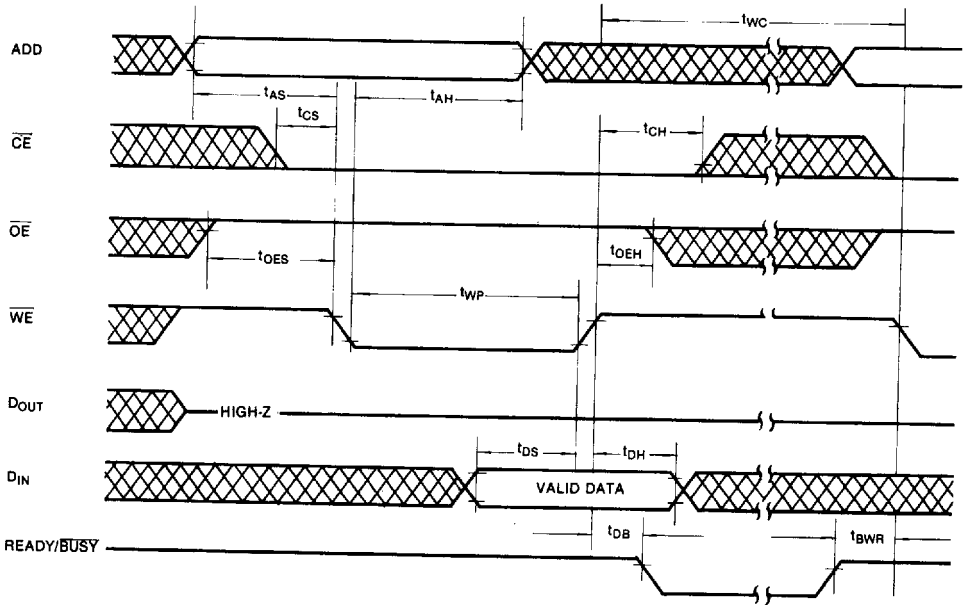 tWC
ADD
tAS
tAH
tCS
CE
tCH
OE
tOES
tOEH
tWP
WE
DOUT
HIGH-Z
tDS
tDH
DIN
VALID DATA
tDB
tBWR
READY/BUSY